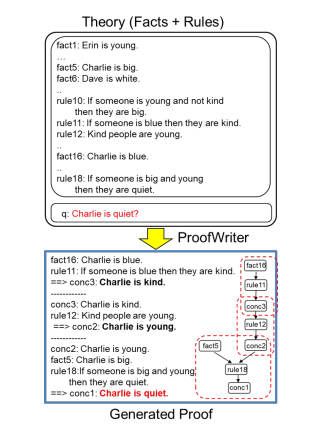 Theory (Facts + Rules)
fact1: Erin is young.
...
fact5: Charlie is big.
fact6: Dave is white.
..
rule10: If someone is young and not kind
then they are big.
rule11: If someone is blue then they are kind.
rule12: Kind people are young.
..
fact16: Charlie is blue.
..
rule18: If someone is big and young
then they are quiet.
q: Charlie is quiet?
ProofWriter
fact16: Charlie is blue.
rule11: If someone is blue then they are kind.
==> conc3: Charlie is kind.
------------
conc3: Charlie is kind.
rule12: Kind people are young.
==> conc2: Charlie is young.
------------
conc2: Charlie is young.
fact5: Charlie is big.
rule18:If someone is big and young
then they are quiet.
==> conc1: Charlie is quiet.
fact16
rule11
conc3
rule12
fact5
conc2
rule18
conc1
Generated Proof